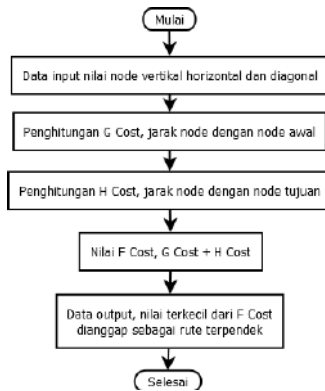 Mulai
Data input nilai node vertikal horizontal dan diagonal
Penghitungan G Cost, jarak node dengan node awal
Penghitungan H Cost, jarak node dengan node tujuan
Nilai F Cost, G Cost + H Cost
Data output, nilai terkecil dari F Cost
dianggap sebagai rute terpendek
Selesai